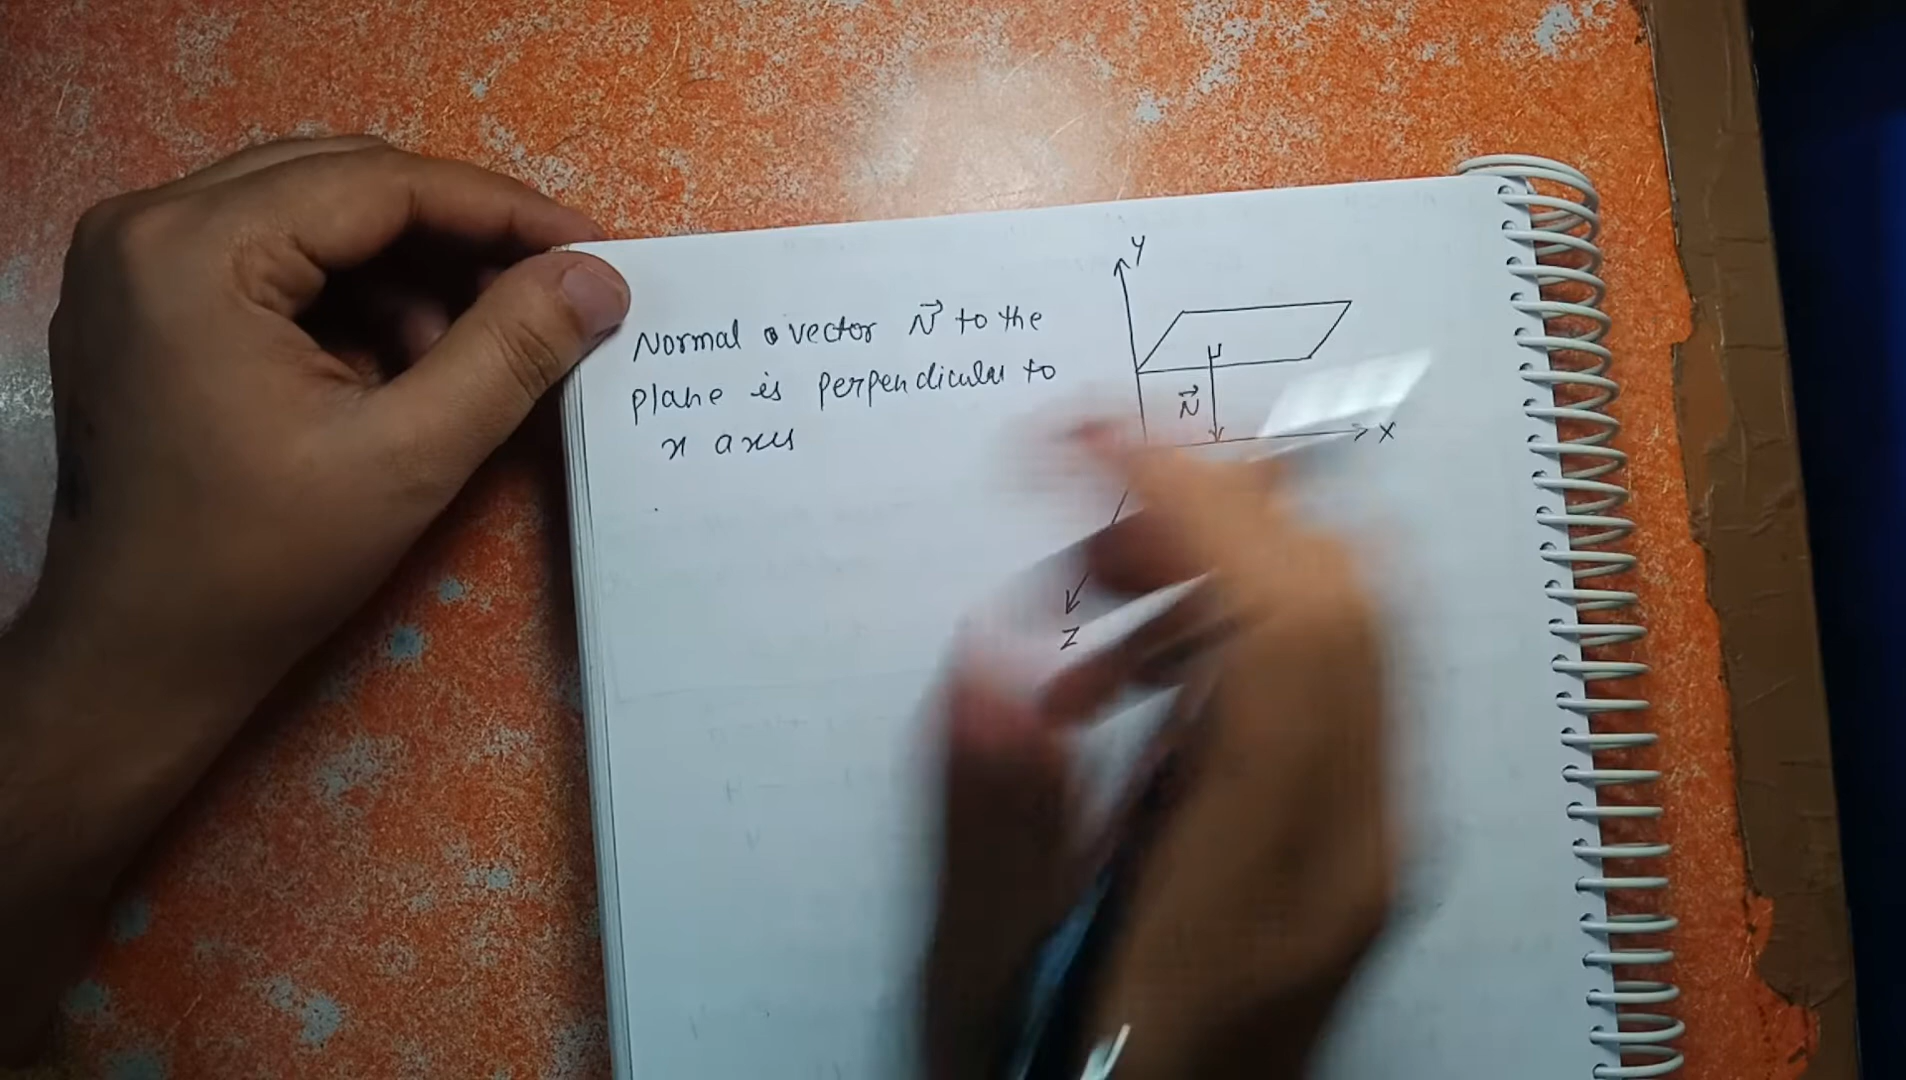 Normal vector N⃗ to the
plane is perpendicular to
x axis
y
N⃗
x
z